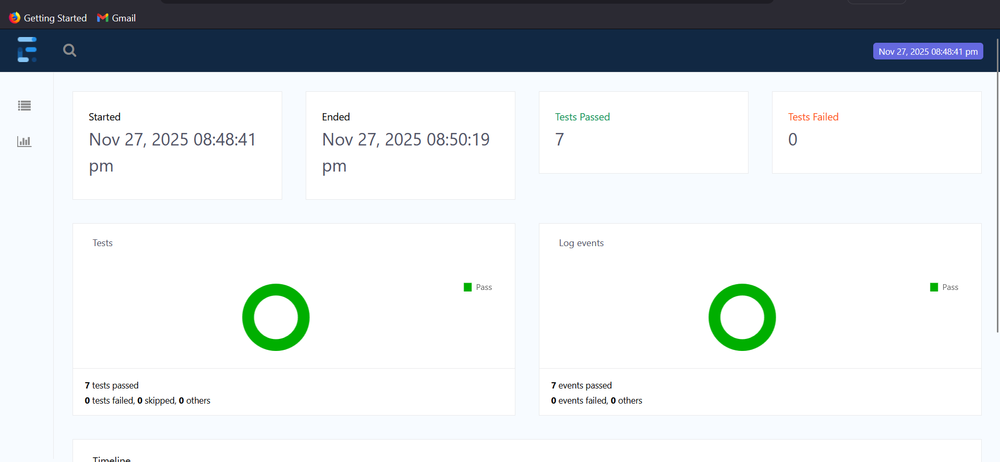 Getting Started Gmail
Nov 27, 2025 08:48:41 pm
Started
Nov 27, 2025 08:48:41
pm
Ended
Nov 27, 2025 08:50:19
pm
Tests Passed
7
Tests Failed
0
Tests
Pass
7 tests passed
0 tests failed, 0 skipped, 0 others
Log events
Pass
7 events passed
0 events failed, 0 others
Timeline